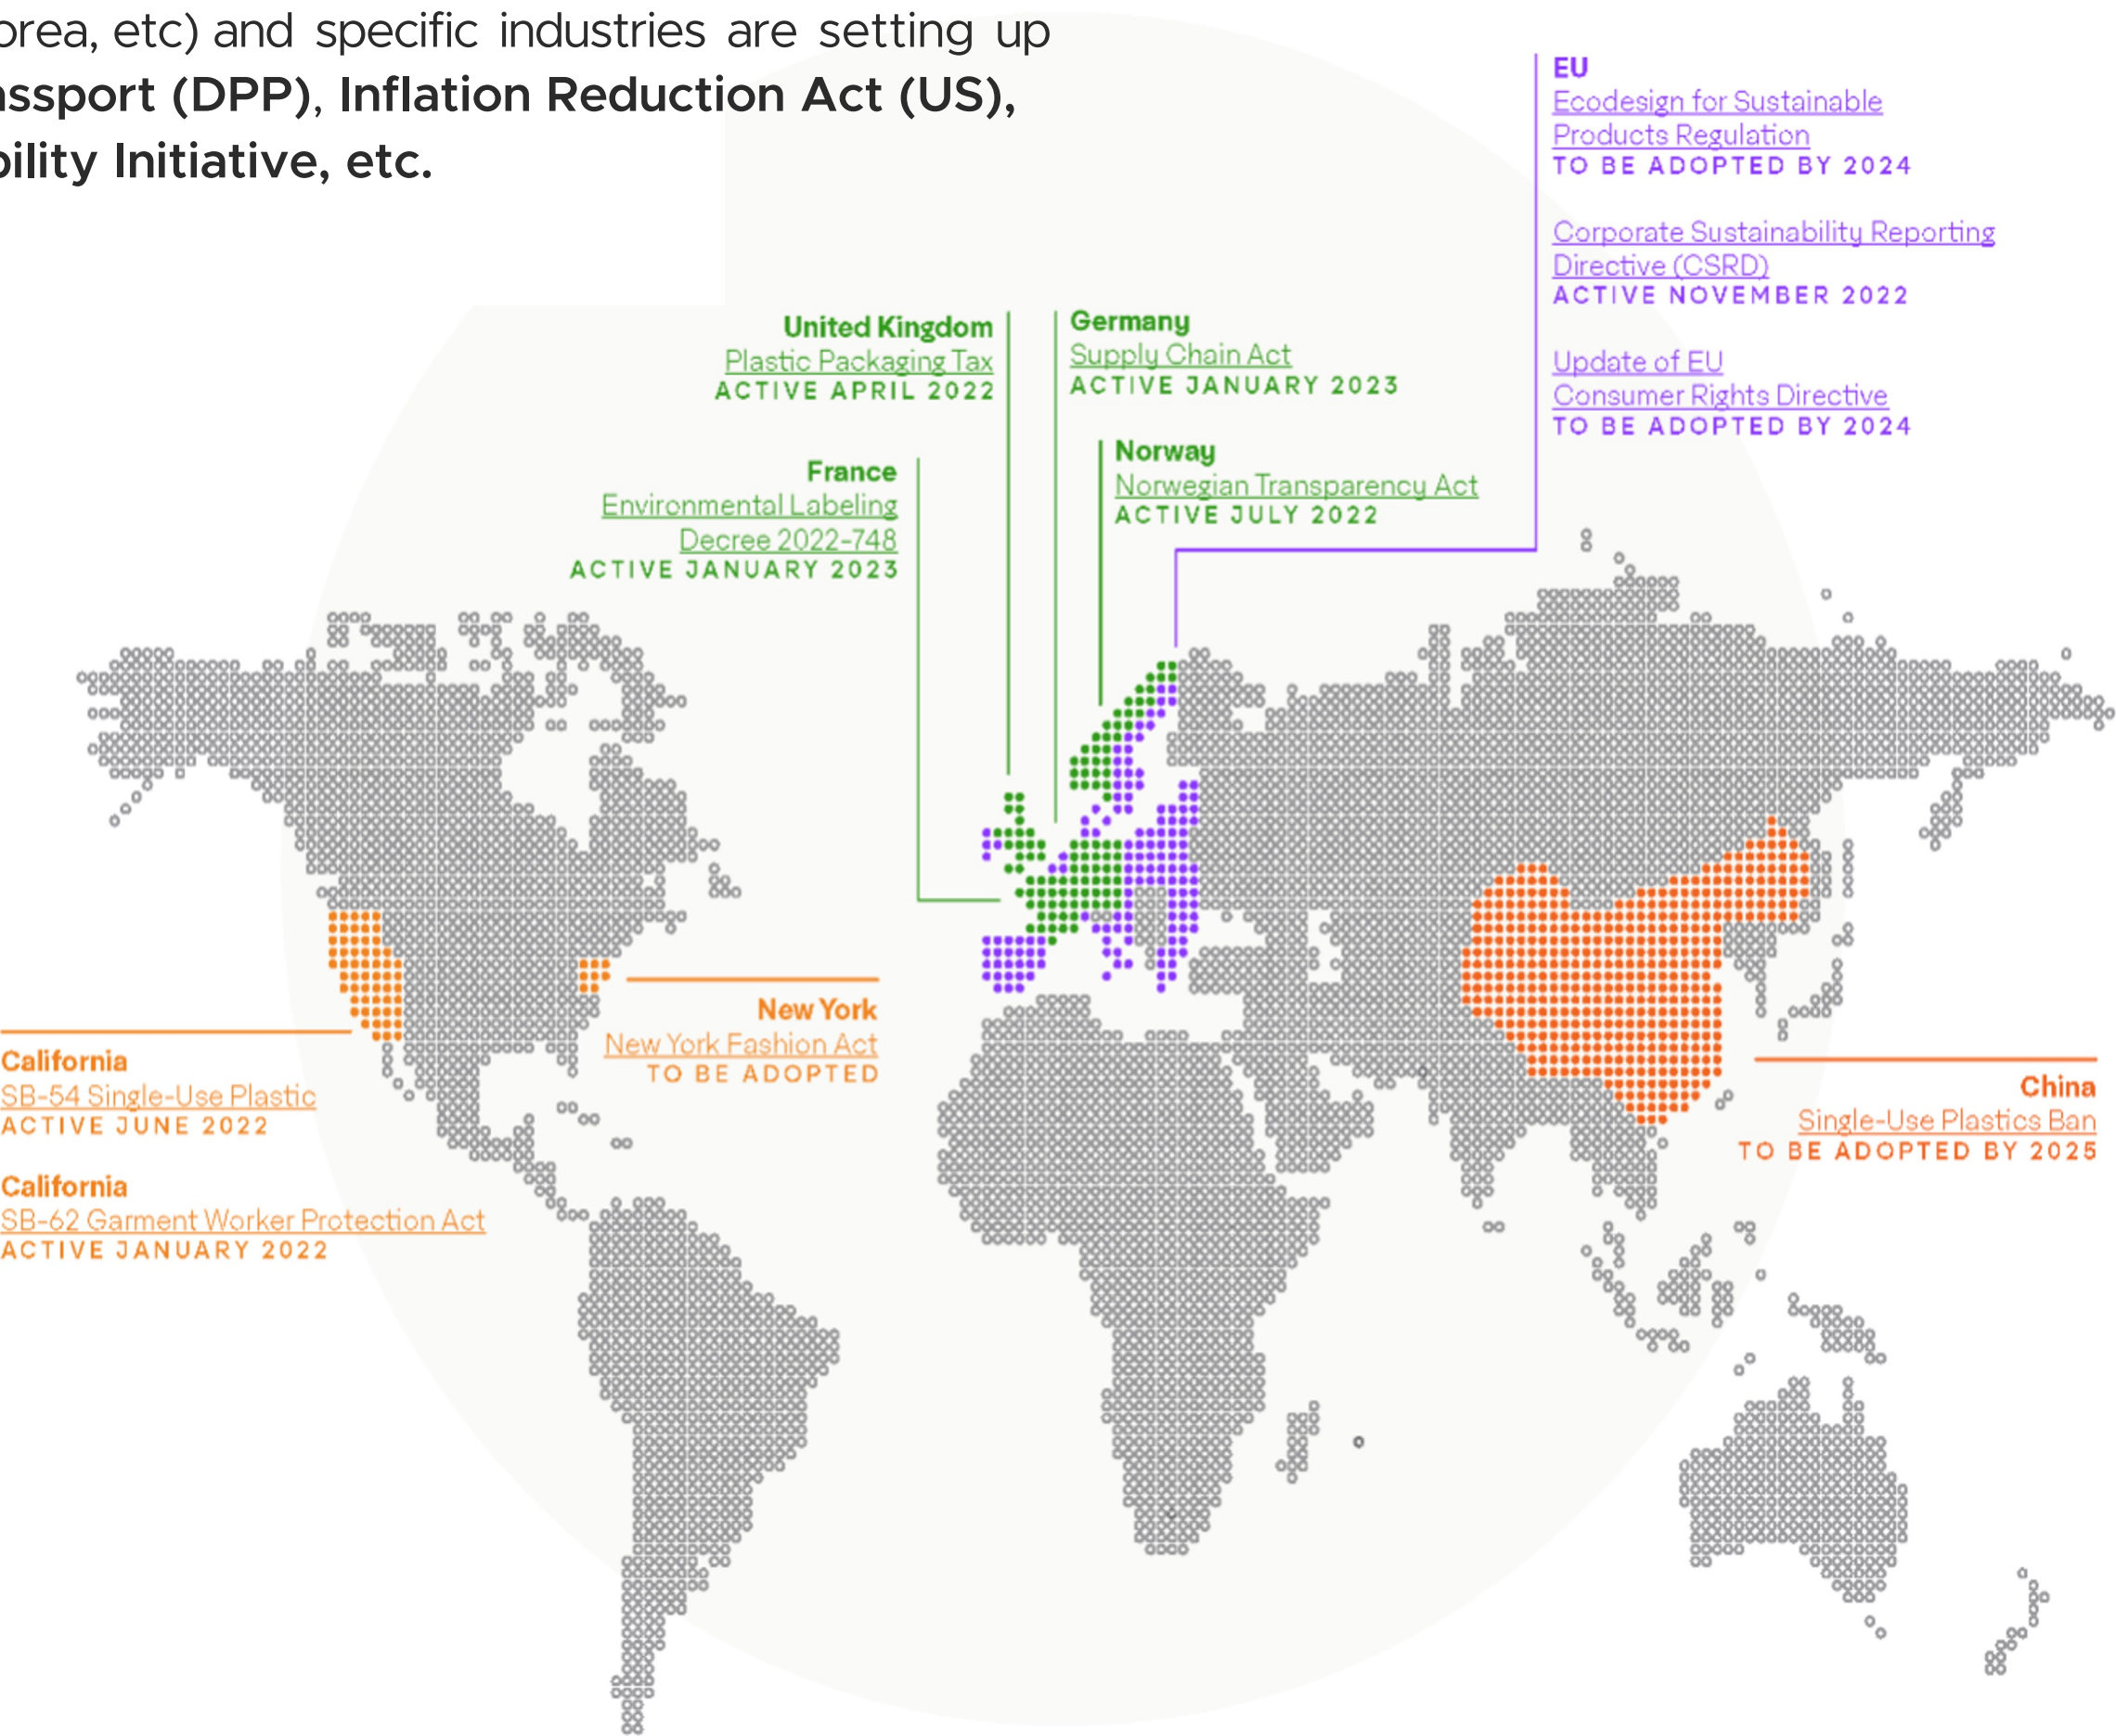 orea, etc) and specific industries are setting up
assport (DPP), Inflation Reduction Act (US),
bility Initiative, etc.
EU
Ecodesign for Sustainable
Products Regulation
TO BE ADOPTED BY 2024
Corporate Sustainability Reporting
Directive (CSRD)
ACTIVE NOVEMBER 2022
Update of EU
Consumer Rights Directive
TO BE ADOPTED BY 2024
United Kingdom
Plastic Packaging Tax
ACTIVE APRIL 2022
Germany
Supply Chain Act
ACTIVE JANUARY 2023
France
Environmental Labeling
Decree 2022-748
ACTIVE JANUARY 2023
Norway
Norwegian Transparency Act
ACTIVE JULY 2022
New York
New York Fashion Act
TO BE ADOPTED
California
SB-54 Single-Use Plastic
ACTIVE JUNE 2022
California
SB-62 Garment Worker Protection Act
ACTIVE JANUARY 2022
China
Single-Use Plastics Ban
TO BE ADOPTED BY 2025